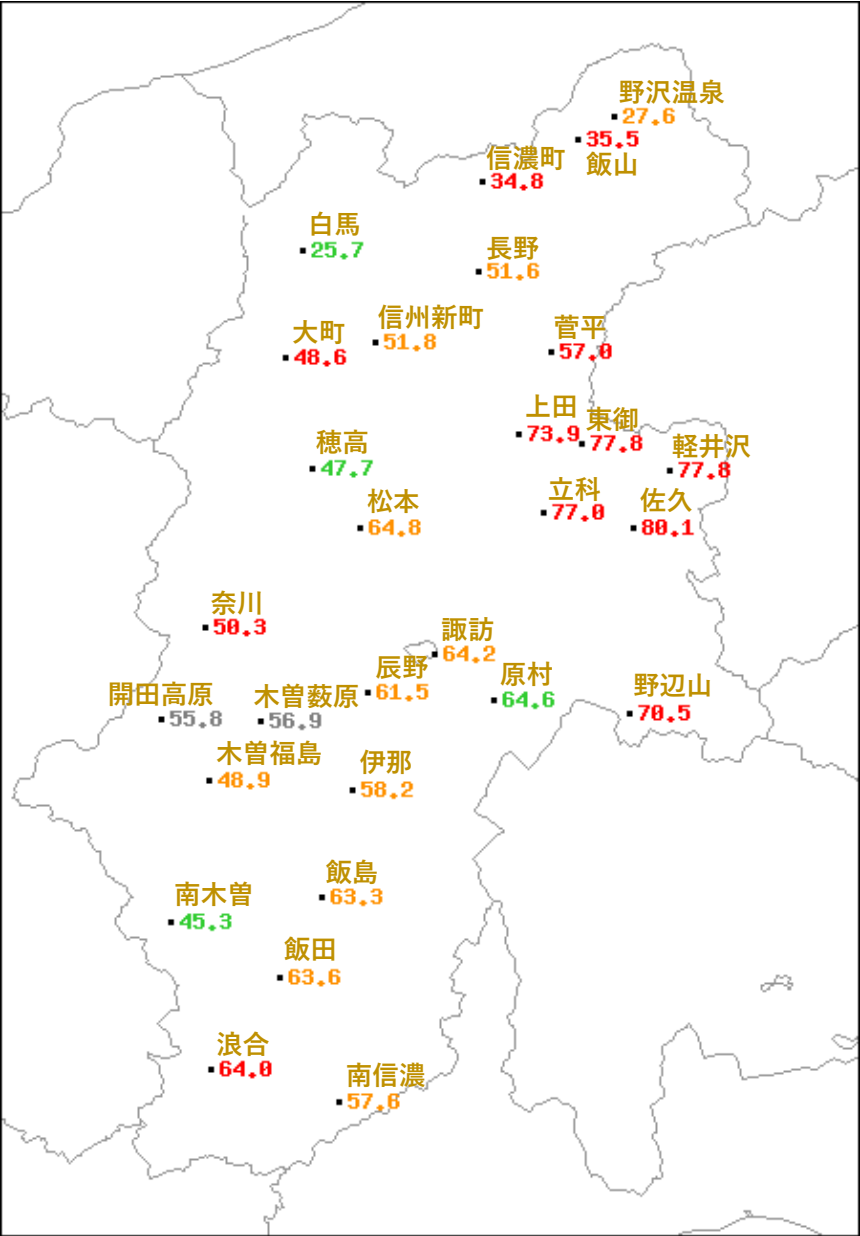 野沢温泉
27.6
35.5
飯山
信濃町
34.8
白馬
25.7
長野
51.6
信州新町
51.8
大町
48.6
菅平
57.0
上田
73.9
東御
77.8
軽井沢
77.8
穂高
47.7
松本
64.8
立科
77.0
佐久
80.1
奈川
50.3
諏訪
64.2
辰野
61.5
原村
64.6
野辺山
70.5
開田高原
55.8
木曽薮原
56.9
木曽福島
48.9
伊那
58.2
飯島
63.3
南木曽
45.3
飯田
63.6
浪合
64.0
南信濃
57.6